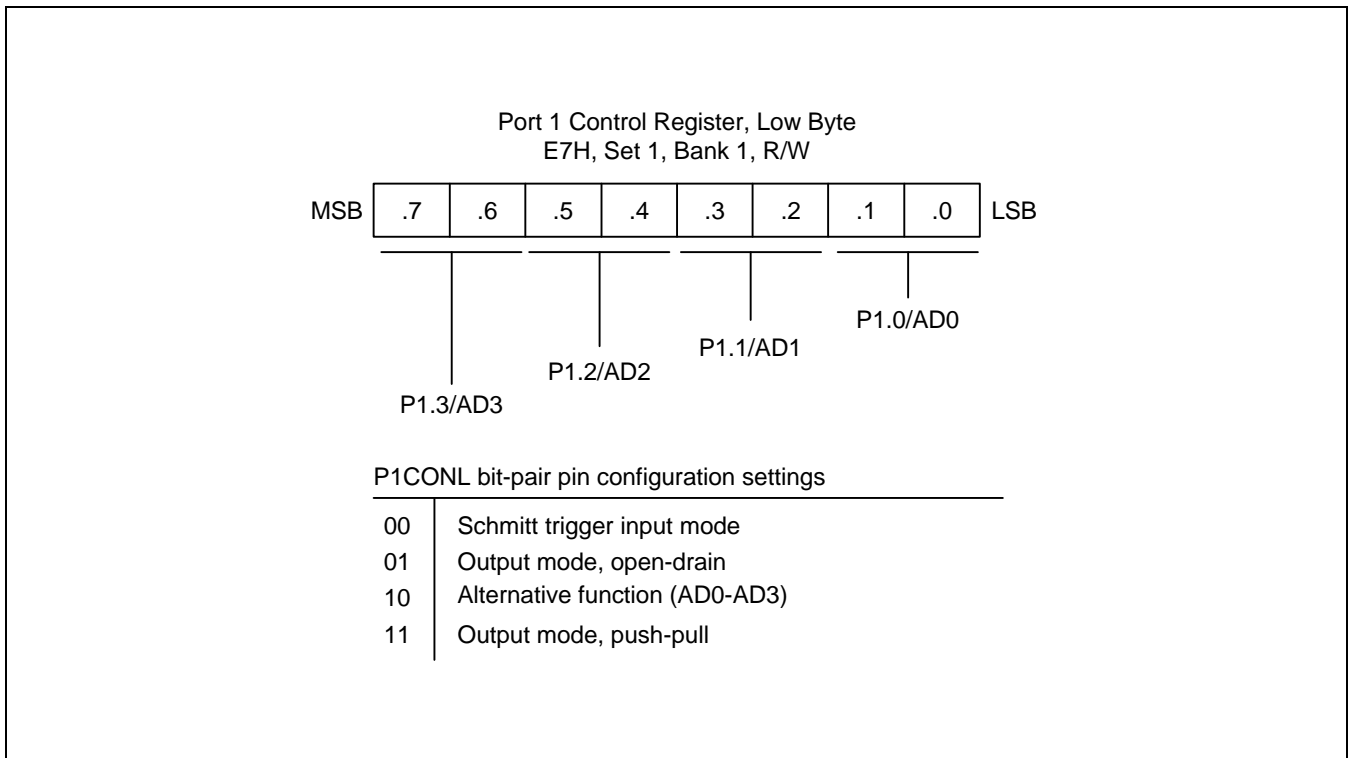 Port 1 Control Register, Low Byte
E7H, Set 1, Bank 1, R/W
MSB .7 .6 .5 .4 .3 .2 .1 .0 LSB
P1.0/AD0
P1.1/AD1
P1.2/AD2
P1.3/AD3
P1CONL bit-pair pin configuration settings
00 Schmitt trigger input mode
01 Output mode, open-drain
10 Alternative function (AD0-AD3)
11 Output mode, push-pull